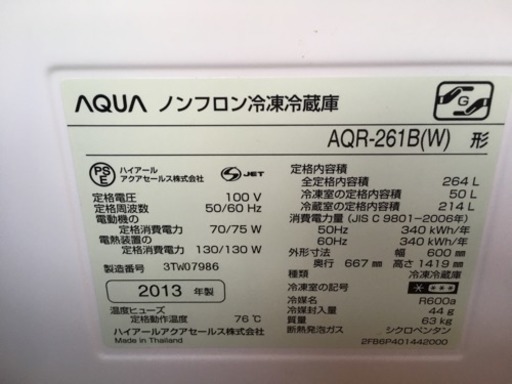 AQUA ノンフロン冷凍冷蔵庫
G
AQR-261B(W) 形
PS
E
ハイアール
アクアセールス株式会社
S JET
定格電圧 100 V
定格周波数 50/60 Hz
電動機の
定格消費電力 70/75 W
電熱装置の
定格消費電力 130/130 W
製造番号 3TW07986
2013 年製
温度ヒューズ
定格動作温度 76℃
ハイアールアクアセールス株式会社
Made in Thailand
定格内容積
全定格内容積 264 L
冷凍室の定格内容積 50 L
冷蔵室の定格内容積 214 L
消費電力量 (JIS C 9801-2006年)
50Hz 340 kWh/年
60Hz 340 kWh/年
外形寸法 幅 600 mm
奥行 667 mm 高さ 1419 mm
種類 冷凍冷蔵庫
冷凍室の記号
冷媒名 R600a
冷媒封入量 44 g
質量 63 kg
断熱発泡ガス シクロペンタン
2FB6P401442000